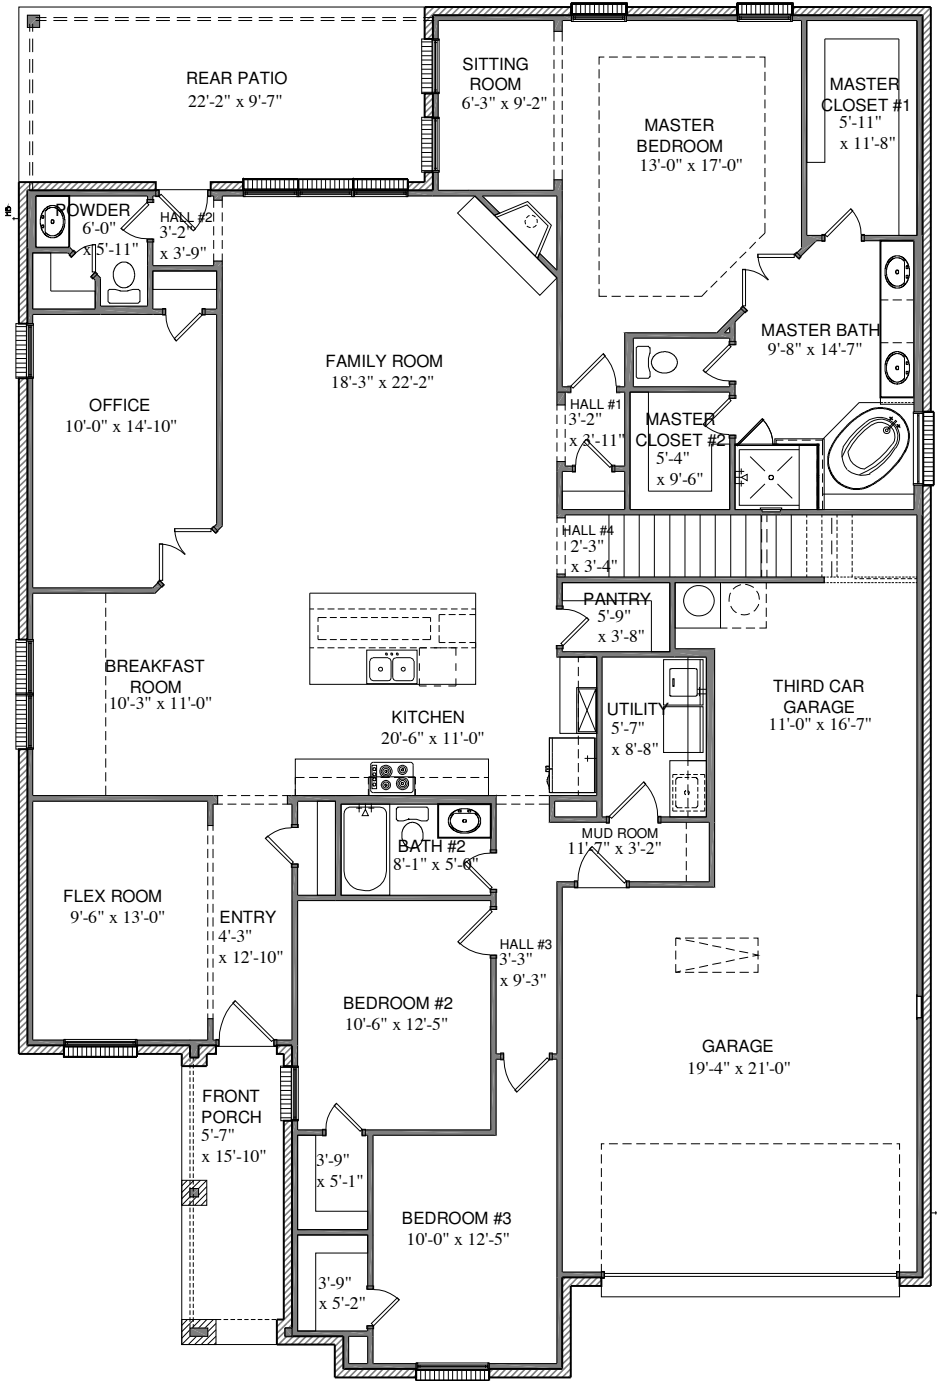 REAR PATIO
22'-2" x 9'-7"
SITTING
ROOM
6'-3" x 9'-2"
MASTER
BEDROOM
13'-0" x 17'-0"
MASTER
CLOSET #1
5'-11"
x 11'-8"
POWDER
6'-0"
x 5'-11"
HALL #2
3'-2"
x 3'-9"
FAMILY ROOM
18'-3" x 22'-2"
MASTER BATH
9'-8" x 14'-7"
OFFICE
10'-0" x 14'-10"
HALL #1
3'-2"
x 3'-11"
MASTER
CLOSET #2
5'-4"
x 9'-6"
HALL #4
2'-3"
x 3'-4"
PANTRY
5'-9"
x 3'-8"
BREAKFAST
ROOM
10'-3" x 11'-0"
KITCHEN
20'-6" x 11'-0"
UTILITY
5'-7"
x 8'-8"
THIRD CAR
GARAGE
11'-0" x 16'-7"
MUD ROOM
11'-7" x 3'-2"
BATH #2
8'-1" x 5'-6"
FLEX ROOM
9'-6" x 13'-0"
ENTRY
4'-3"
x 12'-10"
HALL #3
3'-3"
x 9'-3"
BEDROOM #2
10'-6" x 12'-5"
GARAGE
19'-4" x 21'-0"
FRONT
PORCH
5'-7"
x 15'-10"
3'-9"
x 5'-1"
BEDROOM #3
10'-0" x 12'-5"
3'-9"
x 5'-2"